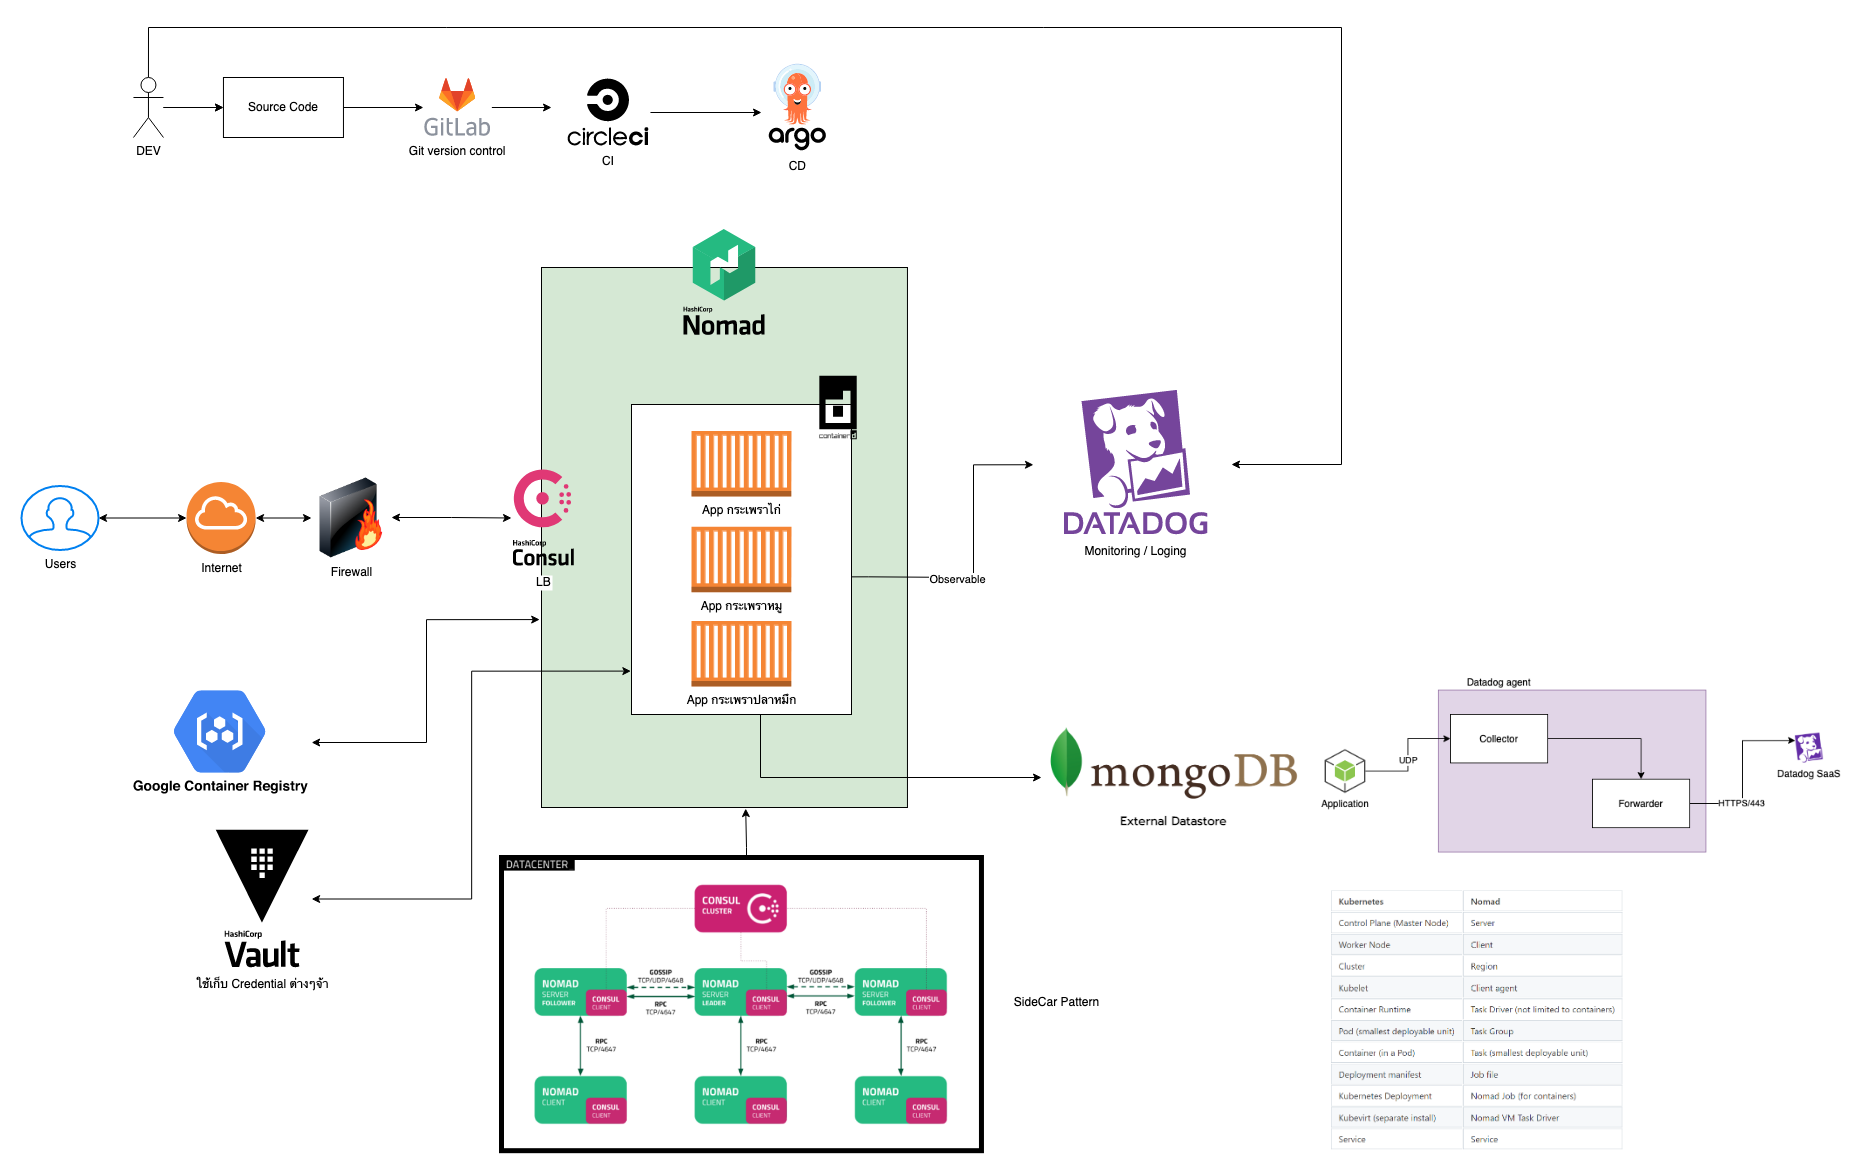 DEV
Source Code
GitLab
Git version control
circleci
CI
argo
CD
HashiCorp
Nomad
containerd
App กระเพราไก่
App กระเพราหมู
App กระเพราปลาหมึก
Users
Internet
Firewall
HashiCorp
Consul
LB
Observable
DATADOG
Monitoring / Loging
Google Container Registry
HashiCorp
Vault
ใช้เก็บ Credential ต่างๆจ้า
mongoDB
External Datastore
Application
UDP
Datadog agent
Collector
Forwarder
HTTPS/443
Datadog SaaS
DATACENTER
CONSUL
CLUSTER
NOMAD
SERVER
FOLLOWER
CONSUL
CLIENT
GOSSIP
TCP/UDP/4648
RPC
TCP/4647
NOMAD
SERVER
LEADER
CONSUL
CLIENT
GOSSIP
TCP/UDP/4648
RPC
TCP/4647
NOMAD
SERVER
FOLLOWER
CONSUL
CLIENT
RPC
TCP/4647
RPC
TCP/4647
RPC
TCP/4647
NOMAD
CLIENT
CONSUL
CLIENT
NOMAD
CLIENT
CONSUL
CLIENT
NOMAD
CLIENT
CONSUL
CLIENT
SideCar Pattern
Kubernetes Nomad
Control Plane (Master Node) Server
Worker Node Client
Cluster Region
Kubelet Client agent
Container Runtime Task Driver (not limited to containers)
Pod (smallest deployable unit) Task Group
Container (in a Pod) Task (smallest deployable unit)
Deployment manifest Job file
Kubernetes Deployment Nomad Job (for containers)
Kubevirt (separate install) Nomad VM Task Driver
Service Service